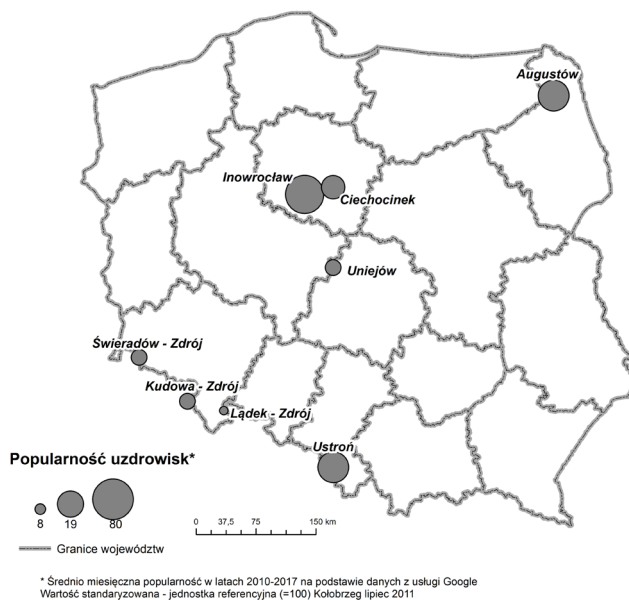 Augustów
Inowrocław
Ciechocinek
Uniejów
Świeradów - Zdrój
Kudowa - Zdrój
Lądek - Zdrój
Ustroń
Popularność uzdrowisk*
8 19 80
0 37,5 75 150 km
Granice województw
* Średnio miesięczna popularność w latach 2010-2017 na podstawie danych z usługi Google
Wartość standaryzowana - jednostka referencyjna (=100) Kołobrzeg lipiec 2011